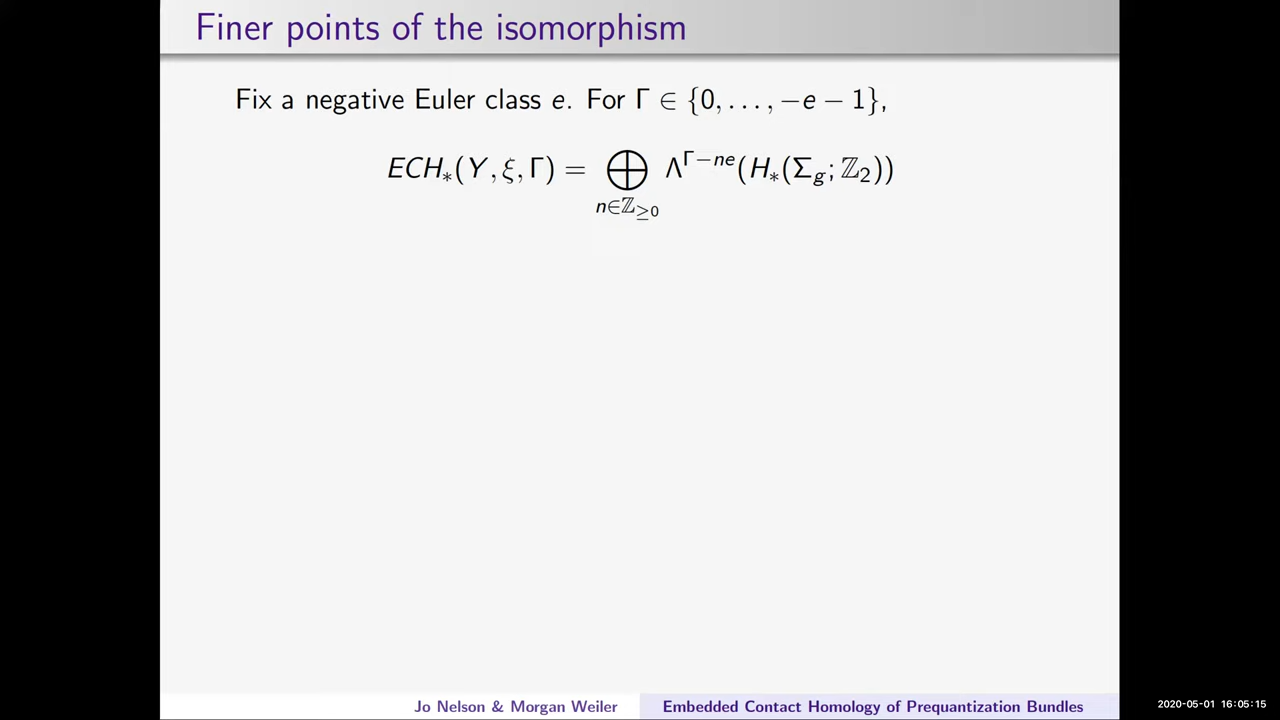 Finer points of the isomorphism
Fix a negative Euler class e. For Γ ∈ {0, . . . , −e − 1},
ECH∗(Y, ξ, Γ) = ⨁_{n∈ℤ≥0} Λ^{Γ−ne}(H∗(Σg; ℤ2))
Jo Nelson & Morgan Weiler
Embedded Contact Homology of Prequantization Bundles
2020-05-01 16:05:15